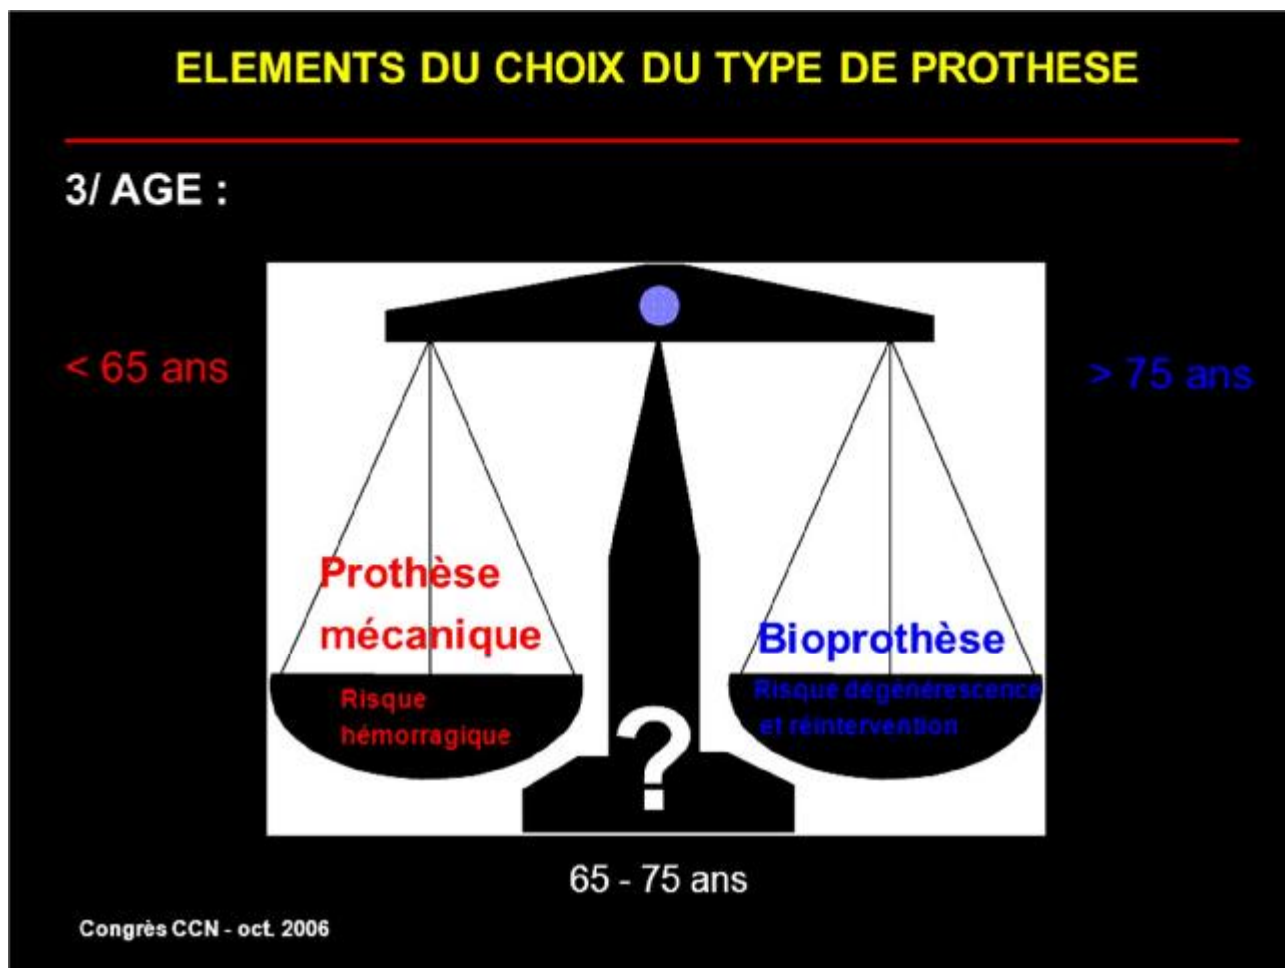 ELEMENTS DU CHOIX DU TYPE DE PROTHESE
3/ AGE :
< 65 ans
> 75 ans
Prothèse
mécanique
Risque
hémorragique
Bioprothèse
Risque dégénérescence
et réintervention
?
65 - 75 ans
Congrès CCN - oct. 2006